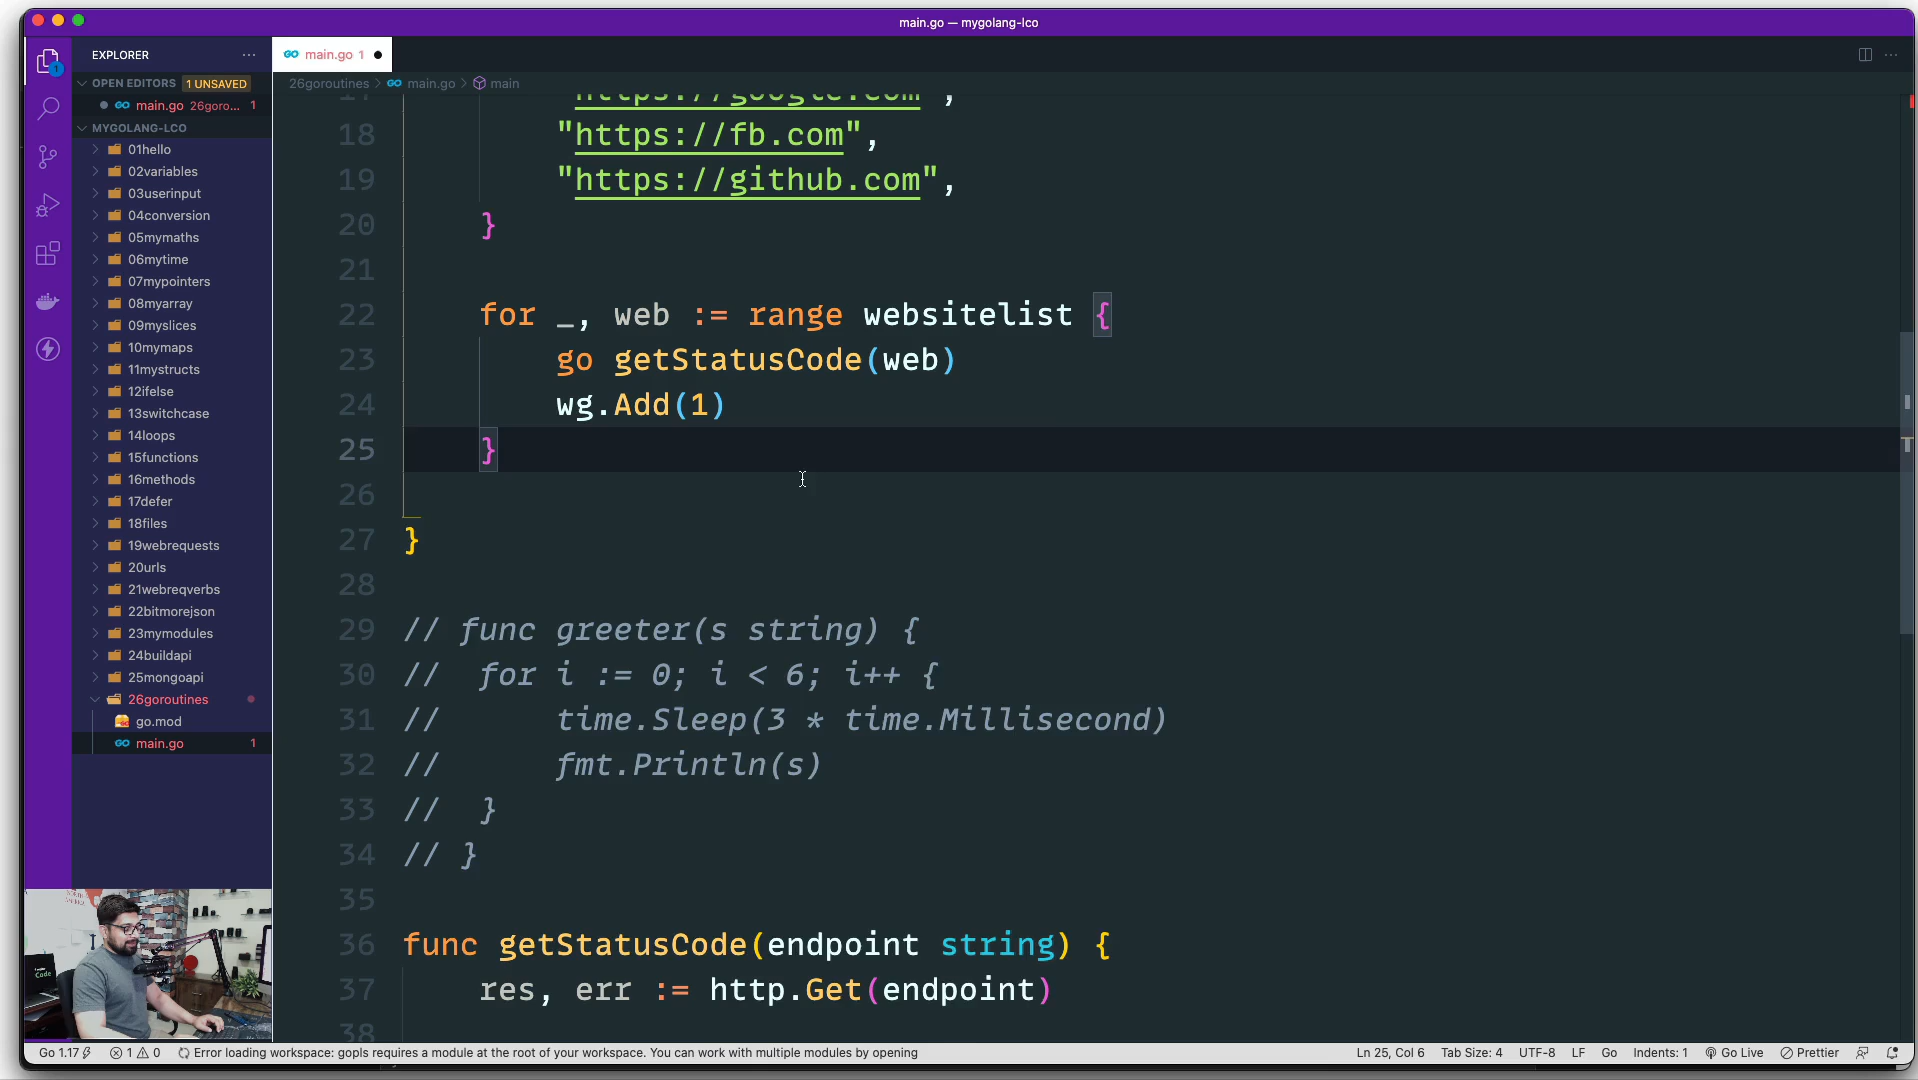 main.go — mygolang-lco
EXPLORER
OPEN EDITORS 1 UNSAVED
main.go 26goro... 1
MYGOLANG-LCO
01hello
02variables
03userinput
04conversion
05mymaths
06mytime
07mypointers
08myarray
09myslices
10mymaps
11mystructs
12ifelse
13switchcase
14loops
15functions
16methods
17defer
18files
19webrequests
20urls
21webreqverbs
22bitmorejson
23mymodules
24buildapi
25mongoapi
26goroutines
go.mod
main.go 1
main.go 1
26goroutines > main.go > main
17 "https://google.com",
18 "https://fb.com",
19 "https://github.com",
20 }
21
22 for _, web := range websitelist {
23 go getStatusCode(web)
24 wg.Add(1)
25 }
26
27 }
28
29 // func greeter(s string) {
30 // for i := 0; i < 6; i++ {
31 // time.Sleep(3 * time.Millisecond)
32 // fmt.Println(s)
33 // }
34 // }
35
36 func getStatusCode(endpoint string) {
37 res, err := http.Get(endpoint)
38
Go 1.17 1 0 Error loading workspace: gopls requires a module at the root of your workspace. You can work with multiple modules by opening
Ln 25, Col 6 Tab Size: 4 UTF-8 LF Go Indents: 1 Go Live Prettier